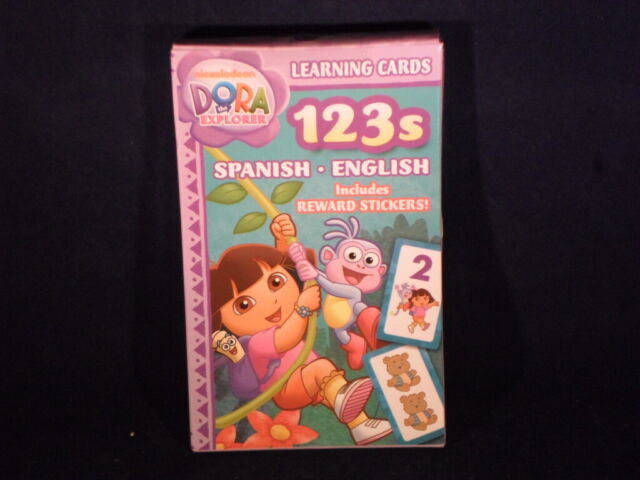 nickelodeon
DORA
the
EXPLORER
LEARNING CARDS
123s
SPANISH • ENGLISH
Includes
REWARD STICKERS!
2